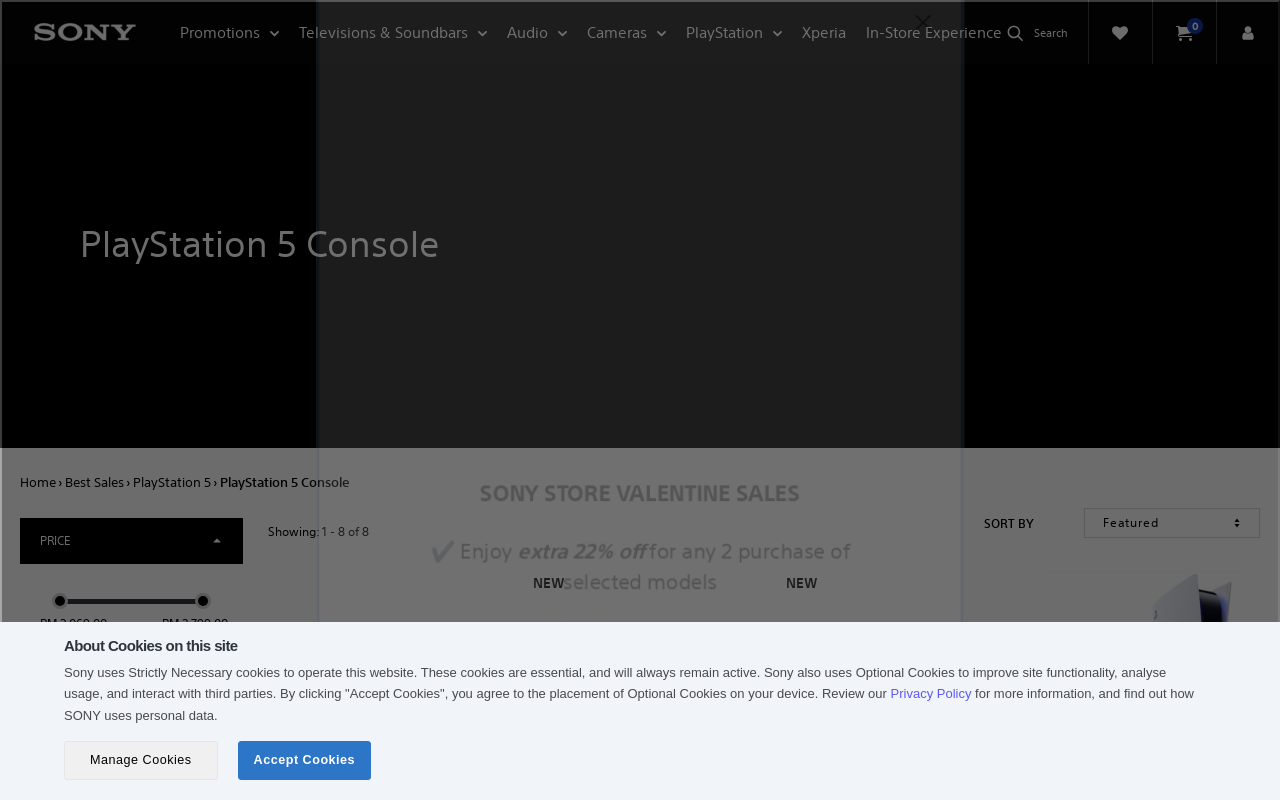 SONY
Promotions Televisions & Soundbars Audio Cameras PlayStation Xperia In-Store Experience Search 0
PlayStation 5 Console
Home › Best Sales › PlayStation 5 › PlayStation 5 Console
SONY STORE VALENTINE SALES
PRICE
Showing: 1 - 8 of 8
SORT BY Featured
✔ Enjoy extra 22% off for any 2 purchase of
selected models
NEW NEW
About Cookies on this site
Sony uses Strictly Necessary cookies to operate this website. These cookies are essential, and will always remain active. Sony also uses Optional Cookies to improve site functionality, analyse
usage, and interact with third parties. By clicking "Accept Cookies", you agree to the placement of Optional Cookies on your device. Review our Privacy Policy for more information, and find out how
SONY uses personal data.
Manage Cookies Accept Cookies